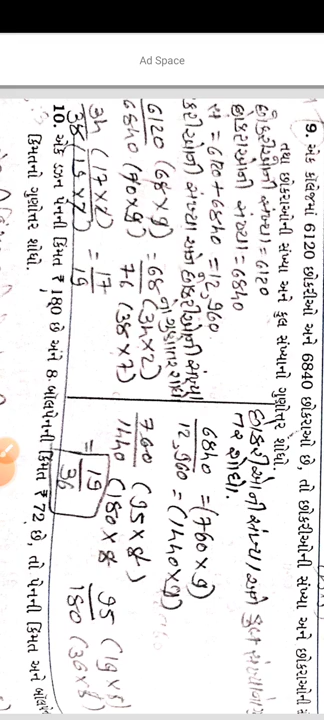 Ad Space
9. એક કૉલેજમાં 6120 છોકરીઓ અને 6840 છોકરાઓ છે, તો છોકરીઓની સંખ્યા અને છોકરાઓની
તથા છોકરાઓની સંખ્યા અને કુલ સંખ્યાનો ગુણોત્તર શોધો.
છોકરીઓની સંખ્યા = 6120
છોકરાઓની સંખ્યા = 6840
= 6120 + 6840 = 12,960
છોકરીઓની સંખ્યા અને છોકરાઓની સંખ્યા
નો ગુણોત્તર શોધો
6120 (68 × 9) = 68 (34 × 2)
6840 (70 × 9) 76 (38 × 2)
34 (17 × 2) = 17
38 (19 × 2) 19
છોકરાઓની સંખ્યા અને કુલ સંખ્યાનો
શોધો.
6840 = (760 × 9)
12,960 = (1440 × 9)
760 (95 × 8) 95 (19 × 5)
1440 (180 × 8 180 (36 × 5)
= 19
36
10. એક ડઝન પેનની કિંમત ₹ 180 છે અને 8 બૉલપેનની કિંમત ₹ 72 છે, તો પેનની કિંમત અને
કિંમતનો ગુણોત્તર શોધો.